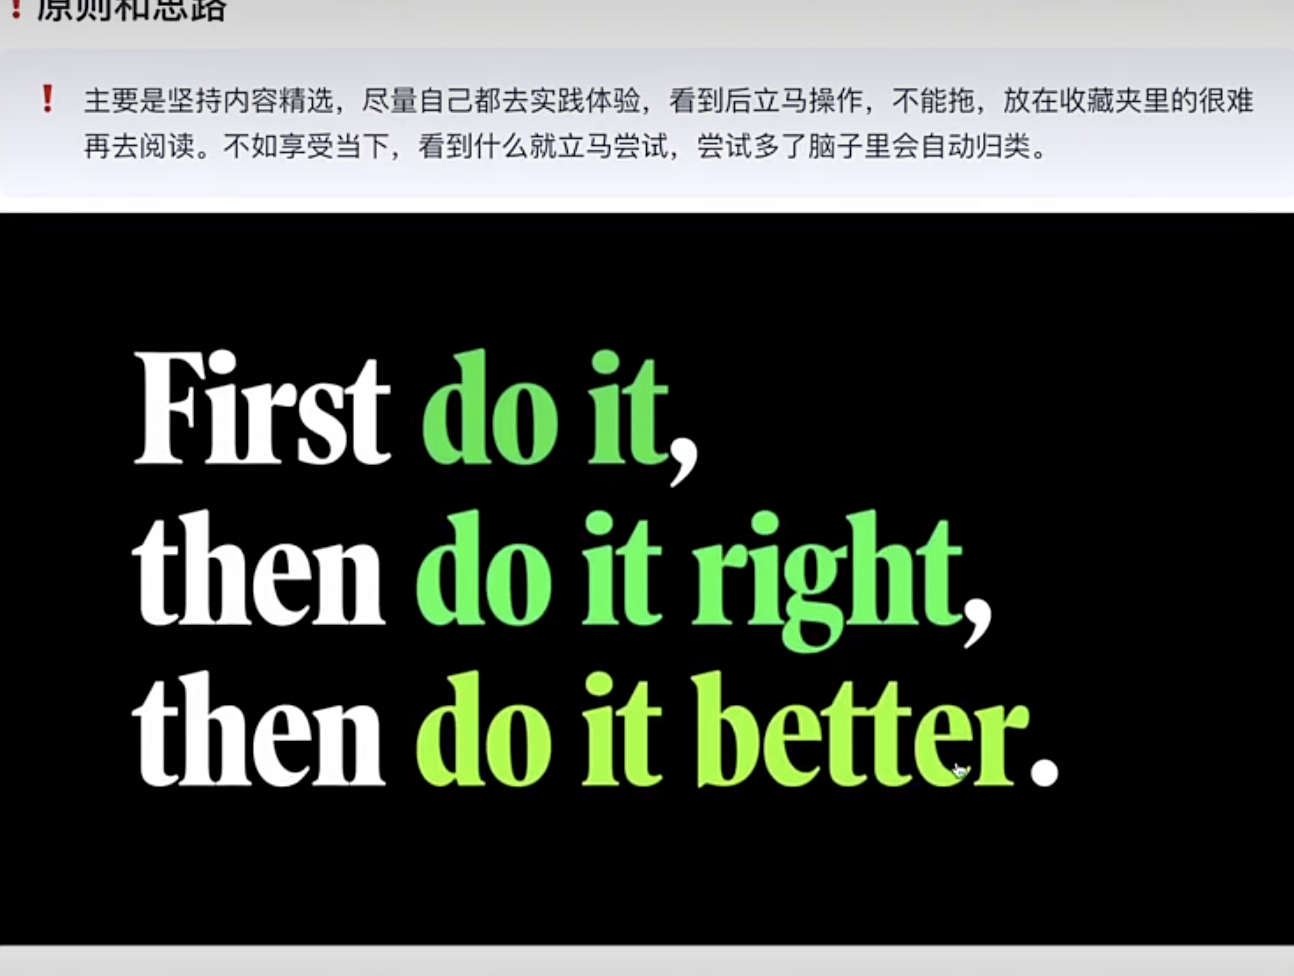 ！原则和思路
！ 主要是坚持内容精选，尽量自己都去实践体验，看到后立马操作，不能拖，放在收藏夹里的很难
再去阅读。不如享受当下，看到什么就立马尝试，尝试多了脑子里会自动归类。
First do it,
then do it right,
then do it better.